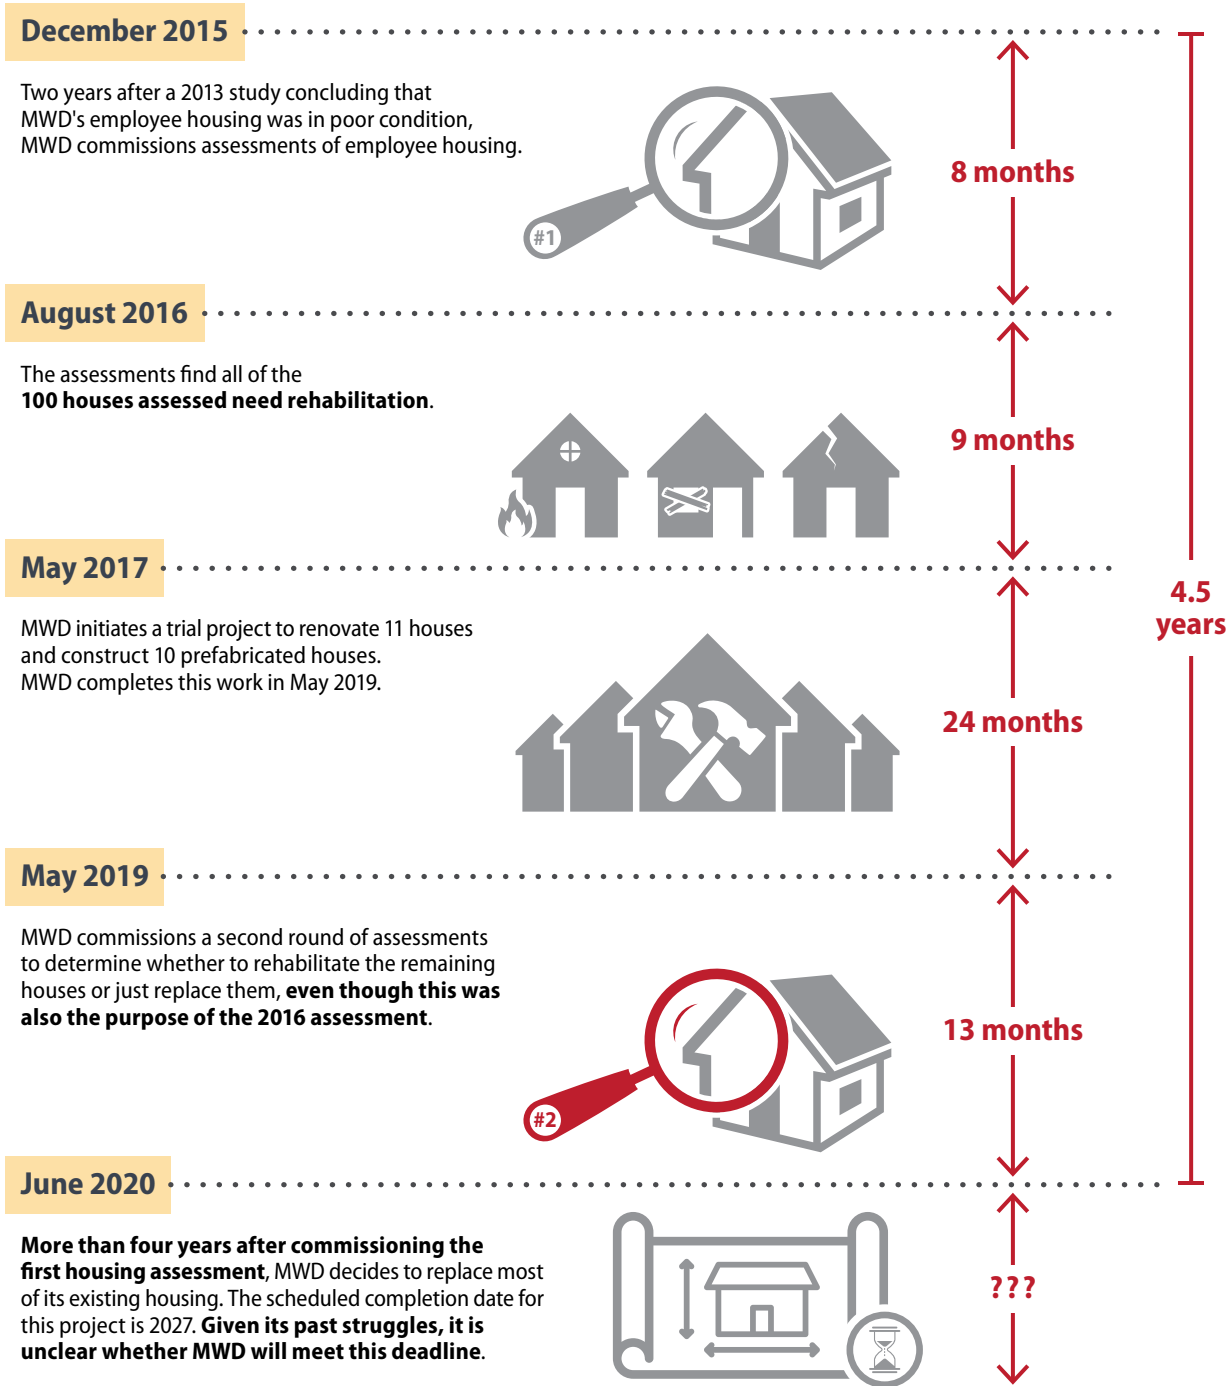 December 2015
Two years after a 2013 study concluding that
MWD's employee housing was in poor condition,
MWD commissions assessments of employee housing.
#1
8 months
August 2016
The assessments find all of the
100 houses assessed need rehabilitation.
9 months
May 2017
MWD initiates a trial project to renovate 11 houses
and construct 10 prefabricated houses.
MWD completes this work in May 2019.
24 months
4.5
years
May 2019
MWD commissions a second round of assessments
to determine whether to rehabilitate the remaining
houses or just replace them, even though this was
also the purpose of the 2016 assessment.
#2
13 months
June 2020
More than four years after commissioning the
first housing assessment, MWD decides to replace most
of its existing housing. The scheduled completion date for
this project is 2027. Given its past struggles, it is
unclear whether MWD will meet this deadline.
???